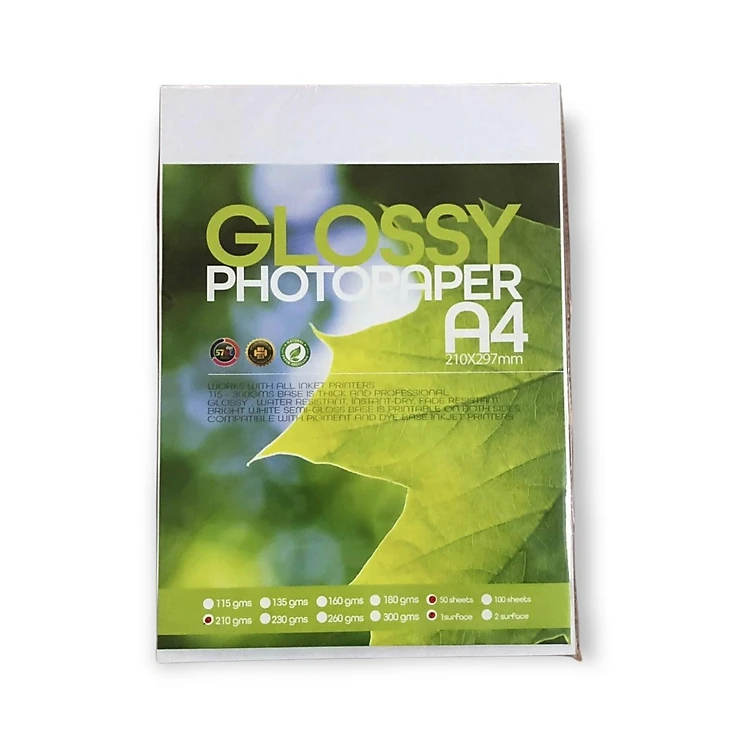 GLOSSY
PHOTOPAPER
A4
210X297mm
WORKS WITH ALL INKET PRINTERS
115 - 300GMS BASE IS THICK AND PROFESSIONAL
GLOSSY , WATER RESISTANT, INSTANT-DRY, FADE RESISTANT
BRIGHT WHITE SEMI-GLOSS BASE IS PRINTABLE ON BOTH SIDES
COMPATIBLE WITH PIGMENT AND DYE BASE INKJET PRINTERS
115 gms 135 gms 160 gms 180 gms 50 sheets 100 sheets
210 gms 230 gms 260 gms 300 gms 1 surface 2 surface